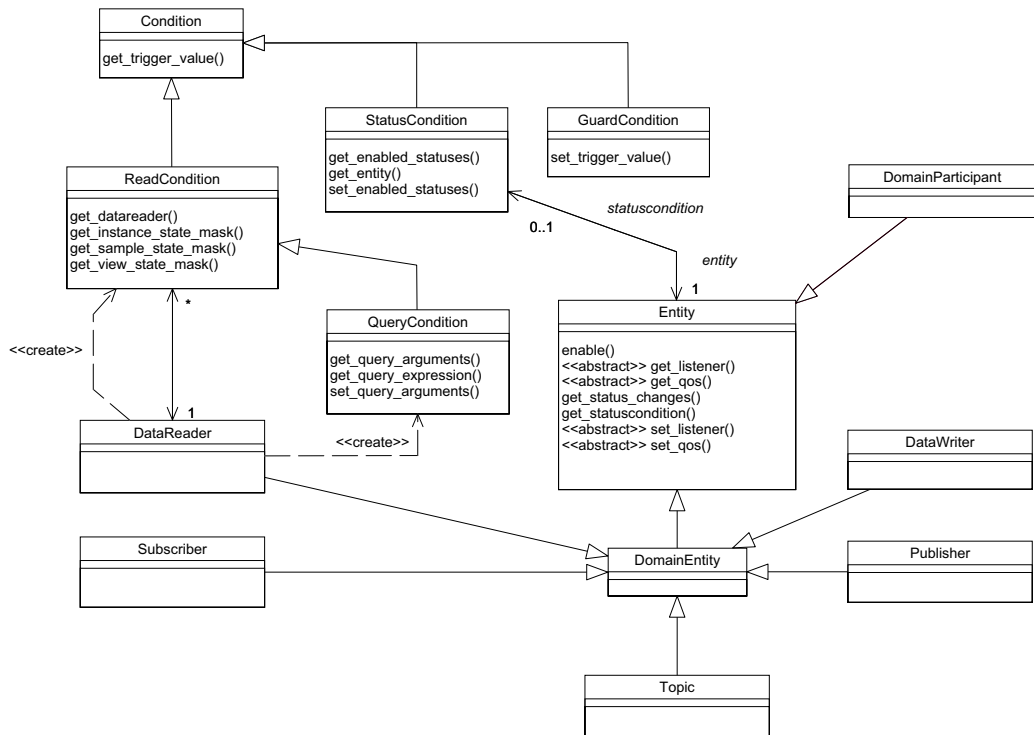 Condition
get_trigger_value()
StatusCondition
get_enabled_statuses()
get_entity()
set_enabled_statuses()
GuardCondition
set_trigger_value()
ReadCondition
get_datareader()
get_instance_state_mask()
get_sample_state_mask()
get_view_state_mask()
DomainParticipant
statuscondition
0..1
entity
1
*
<<create>>
QueryCondition
get_query_arguments()
get_query_expression()
set_query_arguments()
Entity
enable()
<<abstract>> get_listener()
<<abstract>> get_qos()
get_status_changes()
get_statuscondition()
<<abstract>> set_listener()
<<abstract>> set_qos()
1
DataReader
<<create>>
DataWriter
Subscriber
DomainEntity
Publisher
Topic